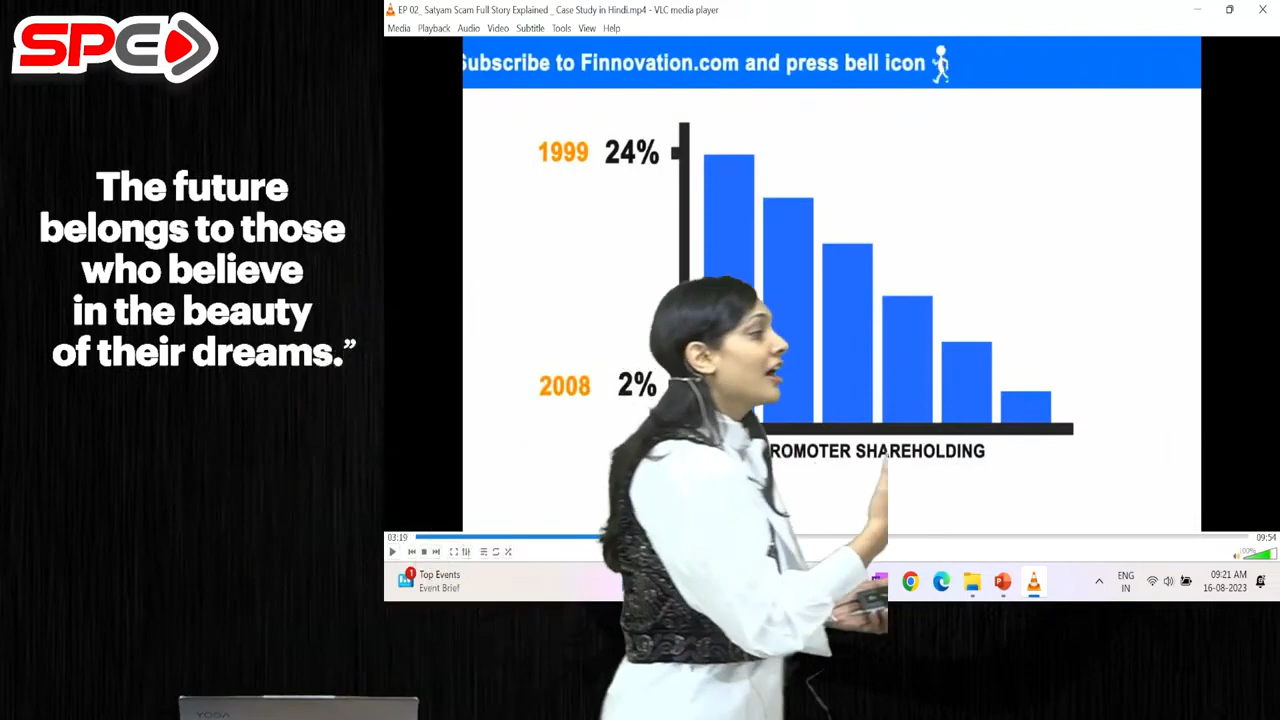 SPE
The future
belongs to those
who believe
in the beauty
of their dreams.”
EP 02_ Satyam Scam Full Story Explained _ Case Study in Hindi.mp4 - VLC media player
Media Playback Audio Video Subtitle Tools View Help
Subscribe to Finnovation.com and press bell icon
1999 24%
2008 2%
ROMOTER SHAREHOLDING
03:19
09:54
100%
1
Top Events
Event Brief
ENG
IN
09:21 AM
16-08-2023
YOGA